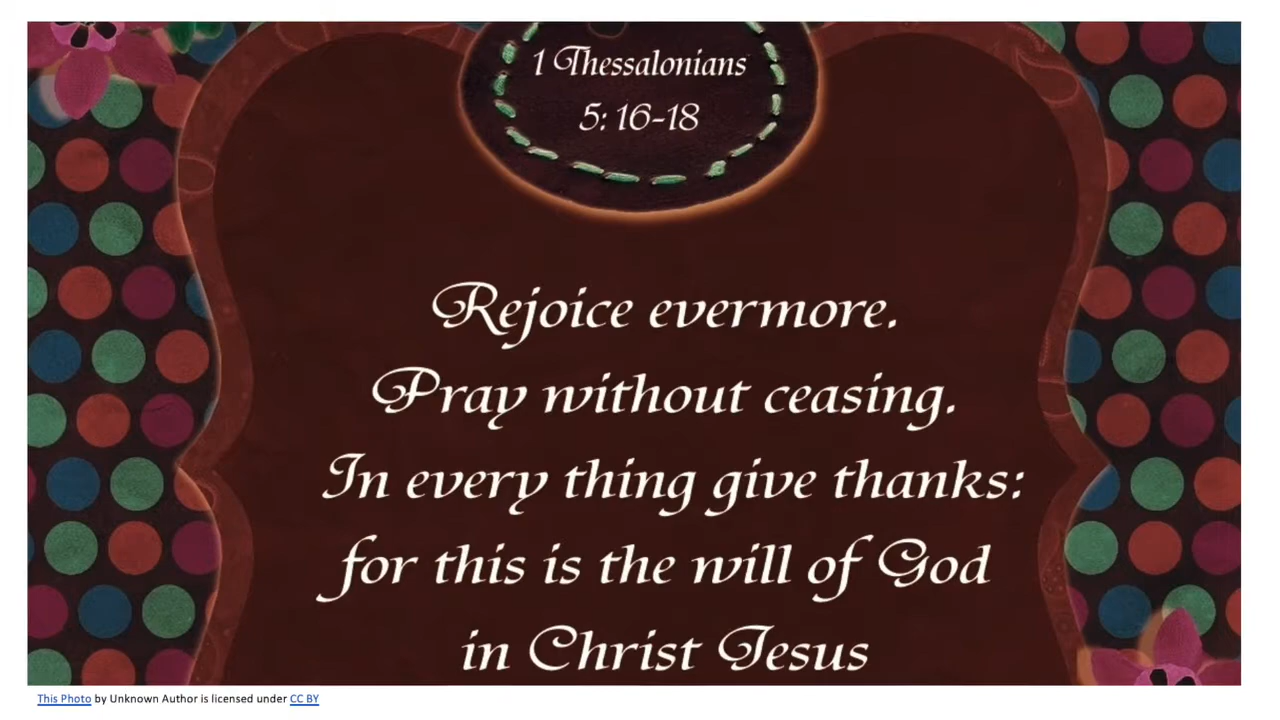 1 Thessalonians
5: 16-18
Rejoice evermore.
Pray without ceasing.
In every thing give thanks:
for this is the will of God
in Christ Jesus
This Photo by Unknown Author is licensed under CC BY